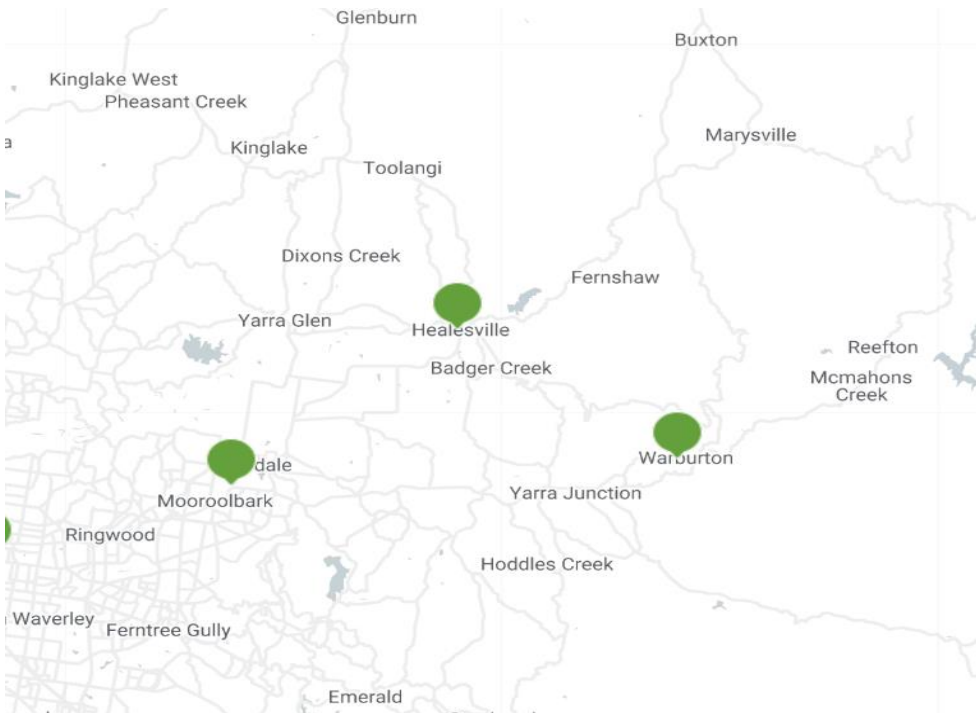 Glenburn
Buxton
Kinglake West
Pheasant Creek
Marysville
a
Kinglake
Toolangi
Dixons Creek
Fernshaw
Yarra Glen
Healesville
Reefton
Badger Creek
Mcmahons
Creek
Warburton
dale
Yarra Junction
Mooroolbark
Ringwood
Hoddles Creek
Waverley
Ferntree Gully
Emerald